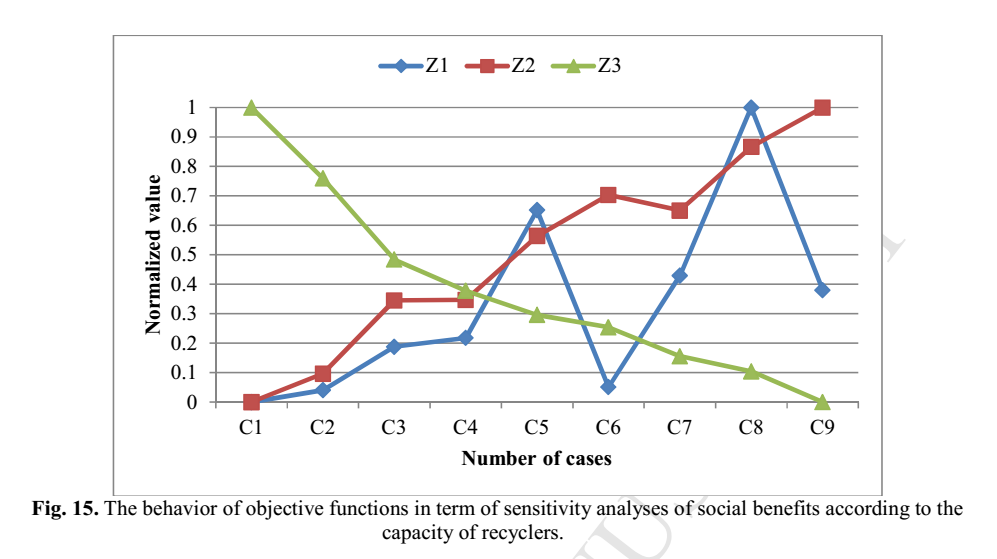 Z1 Z2 Z3
1
0.9
0.8
0.7
0.6
0.5
0.4
0.3
0.2
0.1
0
Normalized value
C1 C2 C3 C4 C5 C6 C7 C8 C9
Number of cases
Fig. 15. The behavior of objective functions in term of sensitivity analyses of social benefits according to the
capacity of recyclers.